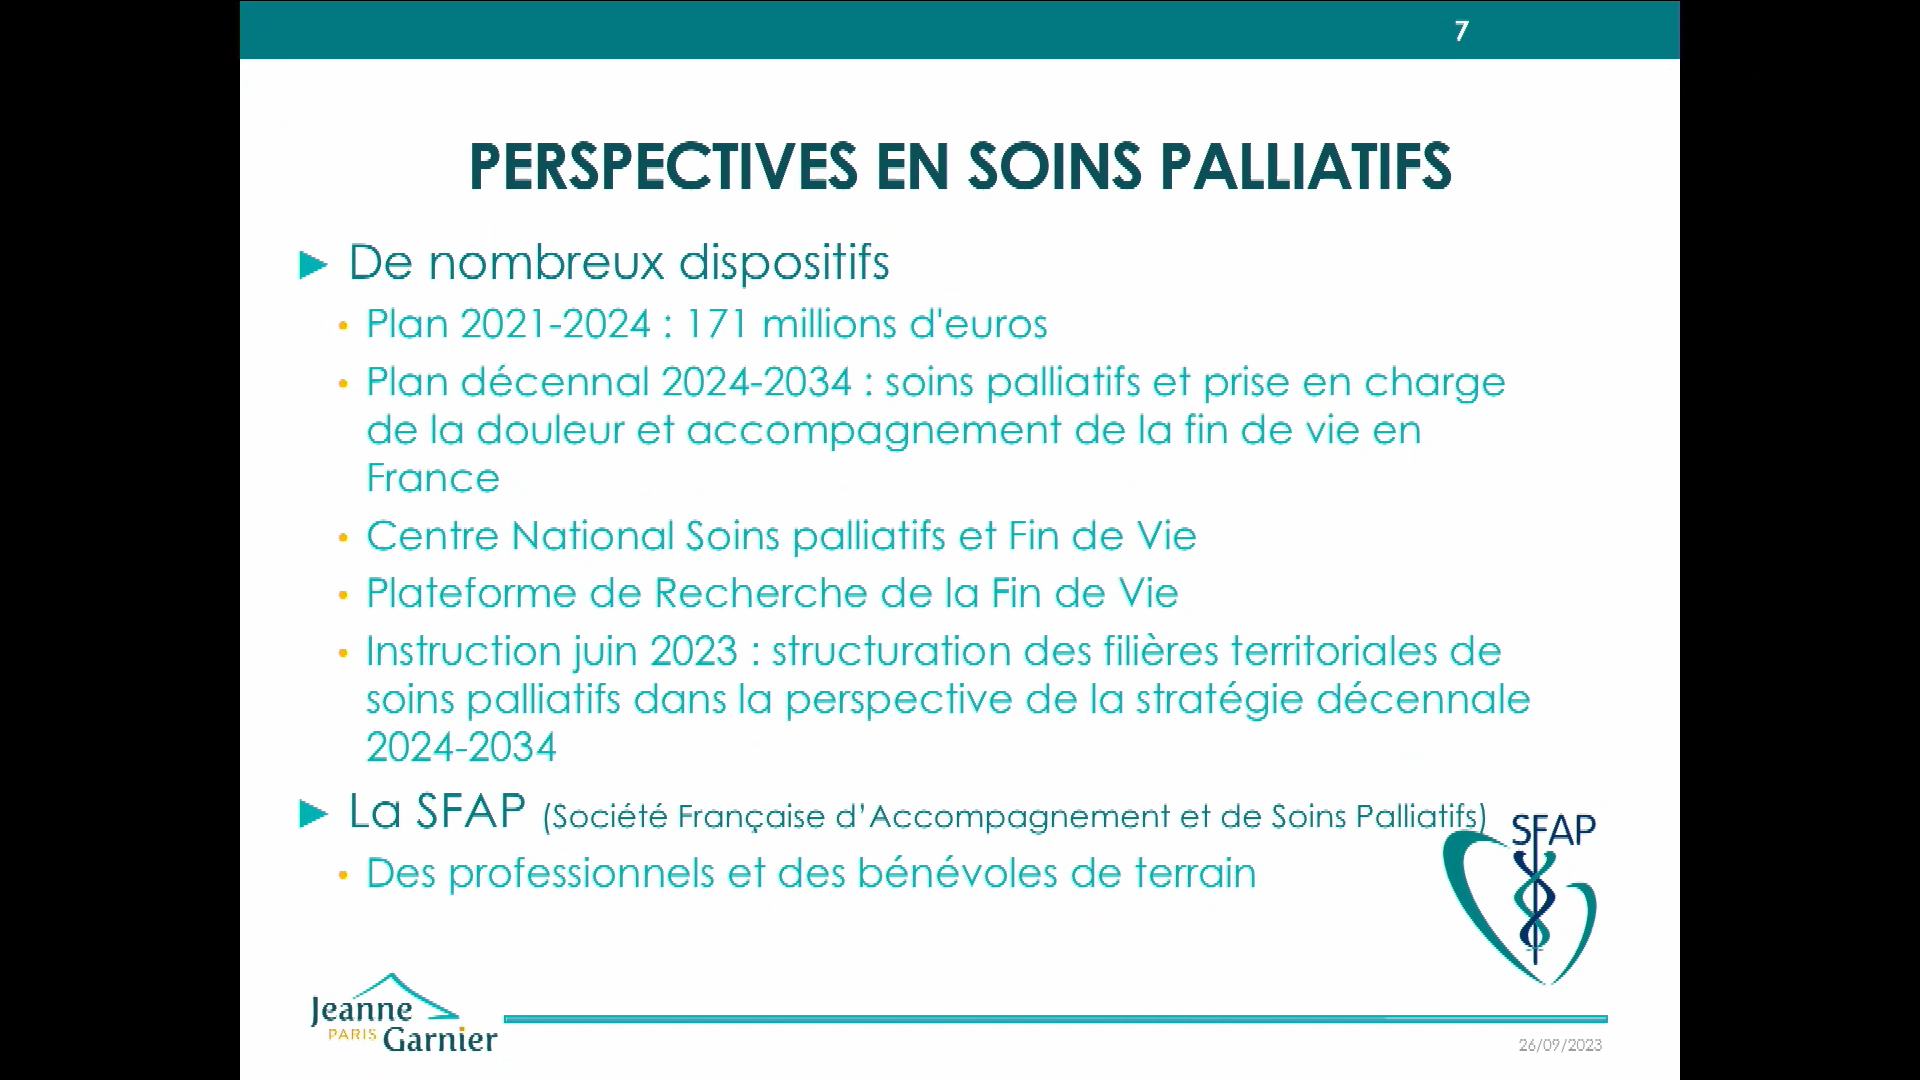 7
PERSPECTIVES EN SOINS PALLIATIFS
De nombreux dispositifs
Plan 2021-2024 : 171 millions d'euros
Plan décennal 2024-2034 : soins palliatifs et prise en charge
de la douleur et accompagnement de la fin de vie en
France
Centre National Soins palliatifs et Fin de Vie
Plateforme de Recherche de la Fin de Vie
Instruction juin 2023 : structuration des filières territoriales de
soins palliatifs dans la perspective de la stratégie décennale
2024-2034
La SFAP (Société Française d’Accompagnement et de Soins Palliatifs)
SFAP
Des professionnels et des bénévoles de terrain
Jeanne
PARIS Garnier
26/09/2023